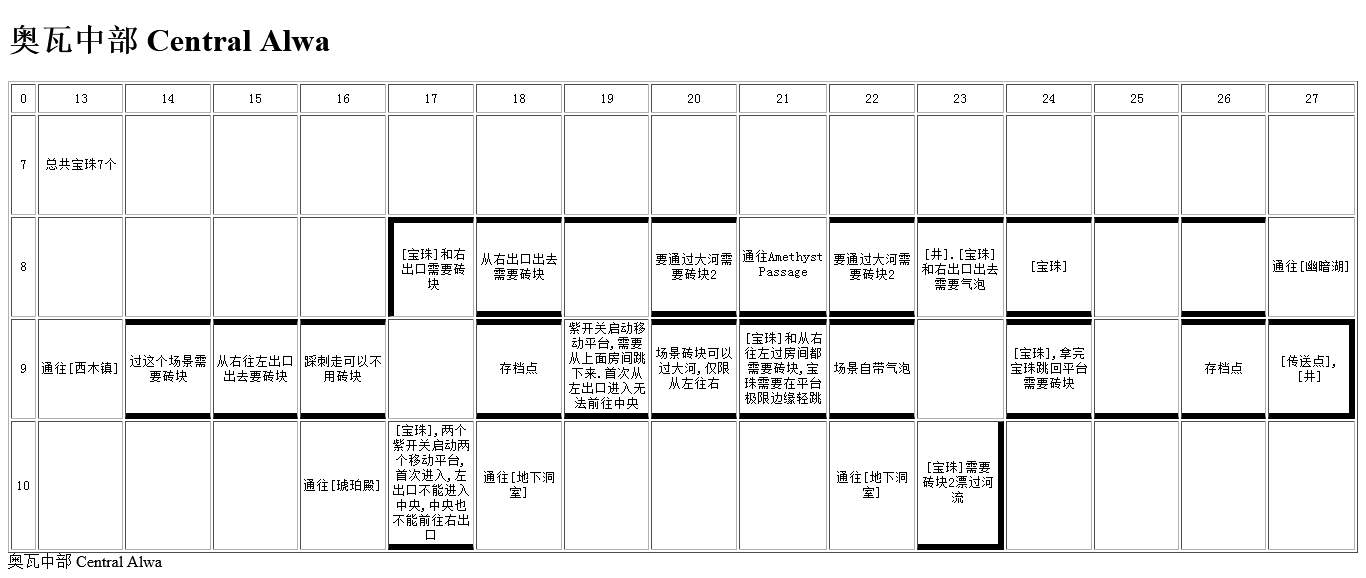 奥瓦中部 Central Alwa
0 13 14 15 16 17 18 19 20 21 22 23 24 25 26 27
7
总共宝珠7个
8
[宝珠]和右
出口需要砖
块
从右出口出去
需要砖块
要通过大河需
要砖块2
通往Amethyst
Passage
要通过大河需
要砖块2
[井].[宝珠]
和右出口出去
需要气泡
[宝珠]
通往[幽暗湖]
9
通往[西木镇]
过这个场景需
要砖块
从右往左出口
出去要砖块
踩刺走可以不
用砖块
存档点
紫开关启动移
动平台,需要
从上面房间跳
下来.首次从
左出口进入无
法前往中央
场景砖块可以
过大河,仅限
从左往右
[宝珠]和从右
往左过房间都
需要砖块,宝
珠需要在平台
极限边缘轻跳
场景自带气泡
[宝珠],拿完
宝珠跳回平台
需要砖块
存档点
[传送点],
[井]
10
通往[琥珀殿]
[宝珠],两个
紫开关启动两
个移动平台,
首次进入,左
出口不能进入
中央,中央也
不能前往右出
口
通往[地下洞
室]
通往[地下洞
室]
[宝珠]需要
砖块2漂过河
流
奥瓦中部 Central Alwa